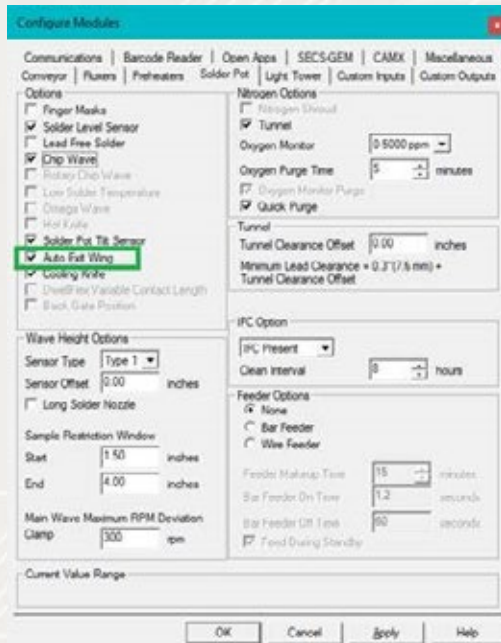 Configure Modules
Communications | Barcode Reader | Open Apps | SECS-GEM | CAMX | Miscellaneous
Conveyor | Fluxers | Preheaters | Solder Pot | Light Tower | Custom Inputs | Custom Outputs
Options
Finger Masks
Solder Level Sensor
Lead Free Solder
Chip Wave
Rotary Chip Wave
Low Solder Temperature
Omega Wave
Hot Knife
Solder Pot Tilt Sensor
Auto Exit Wing
Cooling Knife
DwellFlex Variable Contact Length
Back Gate Position
Wave Height Options
Sensor Type Type 1
Sensor Offset 0.00 inches
Long Solder Nozzle
Sample Restriction Window
Start 1.50 inches
End 4.00 inches
Main Wave Maximum RPM Deviation
Clamp 300 rpm
Nitrogen Options
Nitrogen Shroud
Tunnel
Oxygen Monitor 0-5000 ppm
Oxygen Purge Time 5 minutes
Oxygen Monitor Purge
Quick Purge
Tunnel
Tunnel Clearance Offset 0.00 inches
Minimum Lead Clearance = 0.3"(7.6 mm) +
Tunnel Clearance Offset
IFC Option
IFC Present
Clean Interval 8 hours
Feeder Options
None
Bar Feeder
Wire Feeder
Feeder Makeup Time 15 minutes
Bar Feeder On Time 1.2 seconds
Bar Feeder Off Time 60 seconds
Feed During Standby
Current Value Range
OK Cancel Apply Help